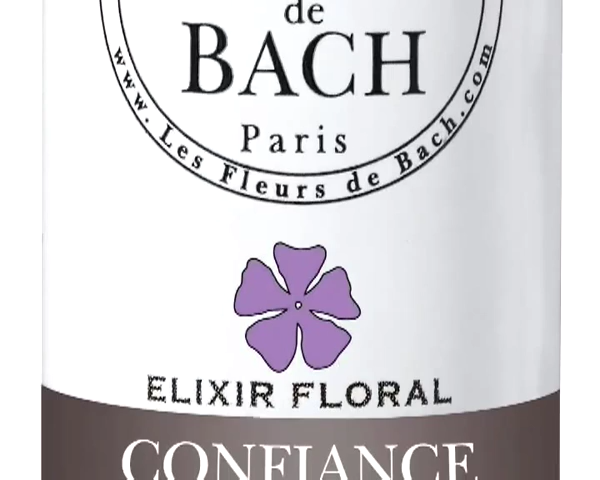 de
BACH
Paris
www. Les Fleurs de Bach.com
ELIXIR FLORAL
CONFIANCE